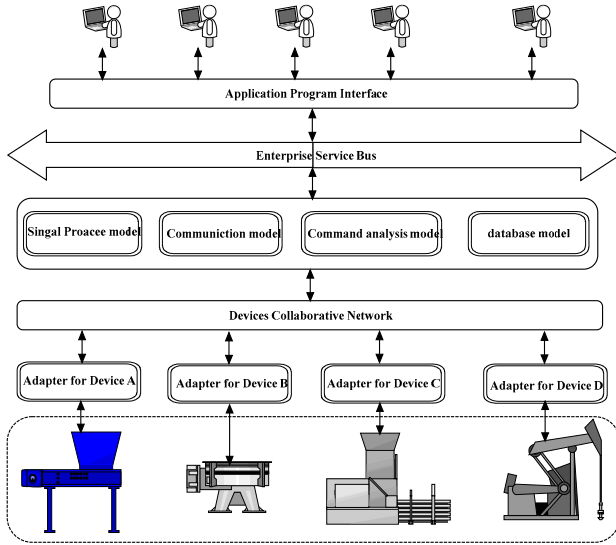 Application Program Interface
Enterprise Service Bus
Singal Proacee model
Communiction model
Command analysis model
database model
Devices Collaborative Network
Adapter for Device A
Adapter for Device B
Adapter for Device C
Adapter for Device D